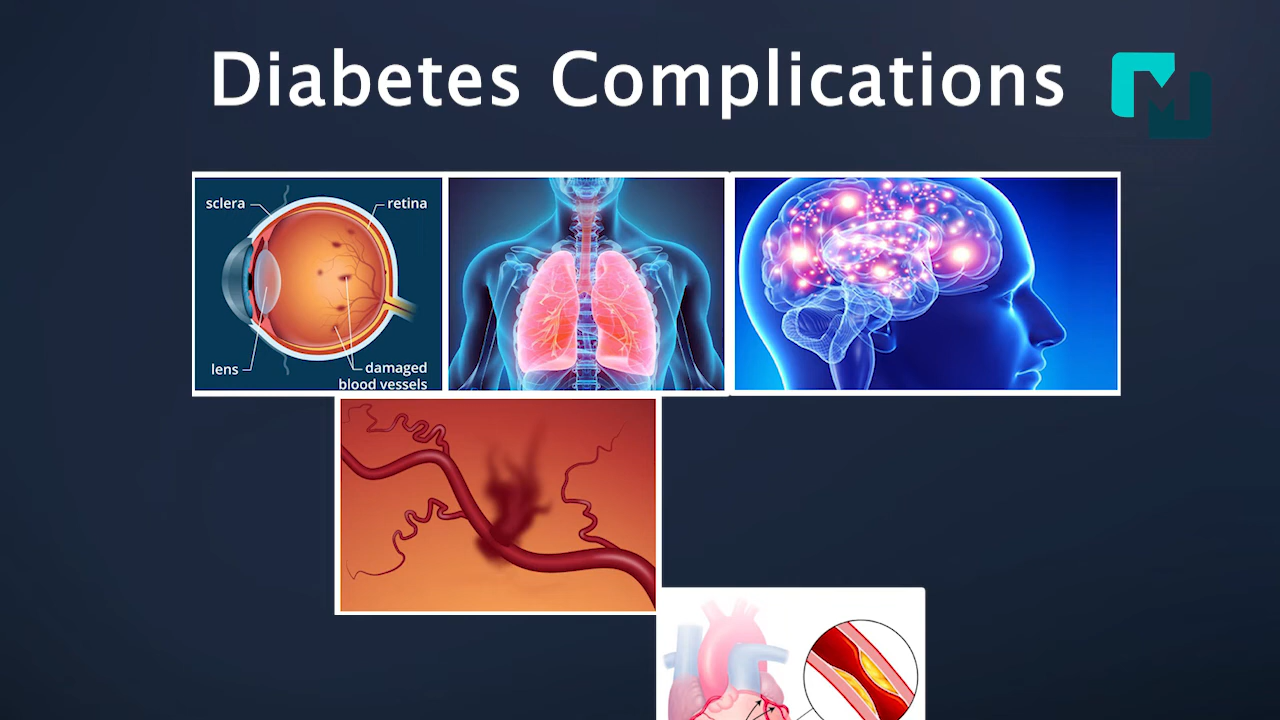 Diabetes Complications
sclera
retina
lens
damaged
blood vessels